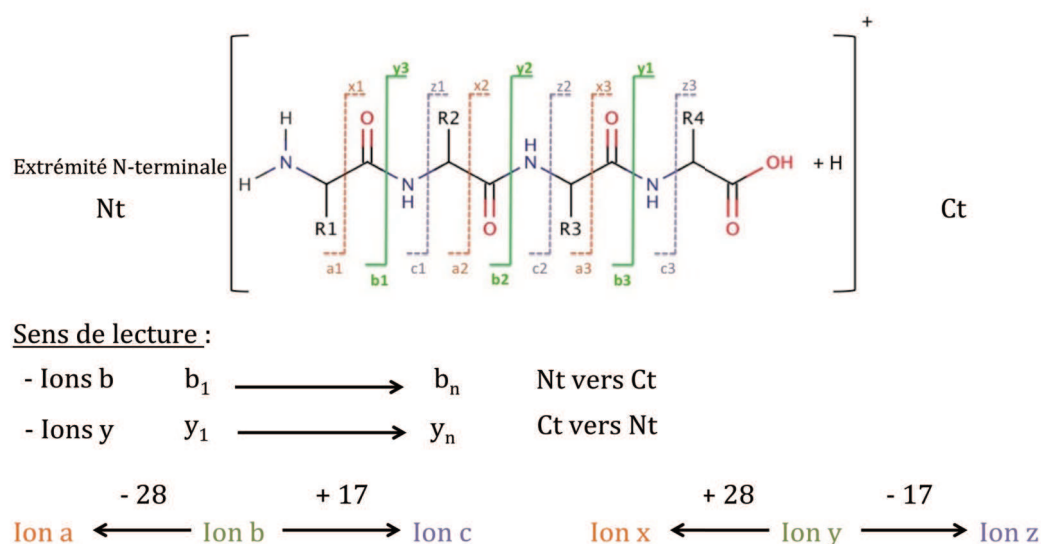 +
y3 y2 y1
x1 z1 x2 z2 x3 z3
H R2 H R4
O N O
Extrémité N-terminale H N N N OH + H
H H H
Nt R1 O R3 O Ct
a1 c1 a2 c2 a3 c3
b1 b2 b3
Sens de lecture :
- Ions b b1 bn Nt vers Ct
- Ions y y1 yn Ct vers Nt
- 28 + 17 + 28 - 17
Ion a Ion b Ion c Ion x Ion y Ion z